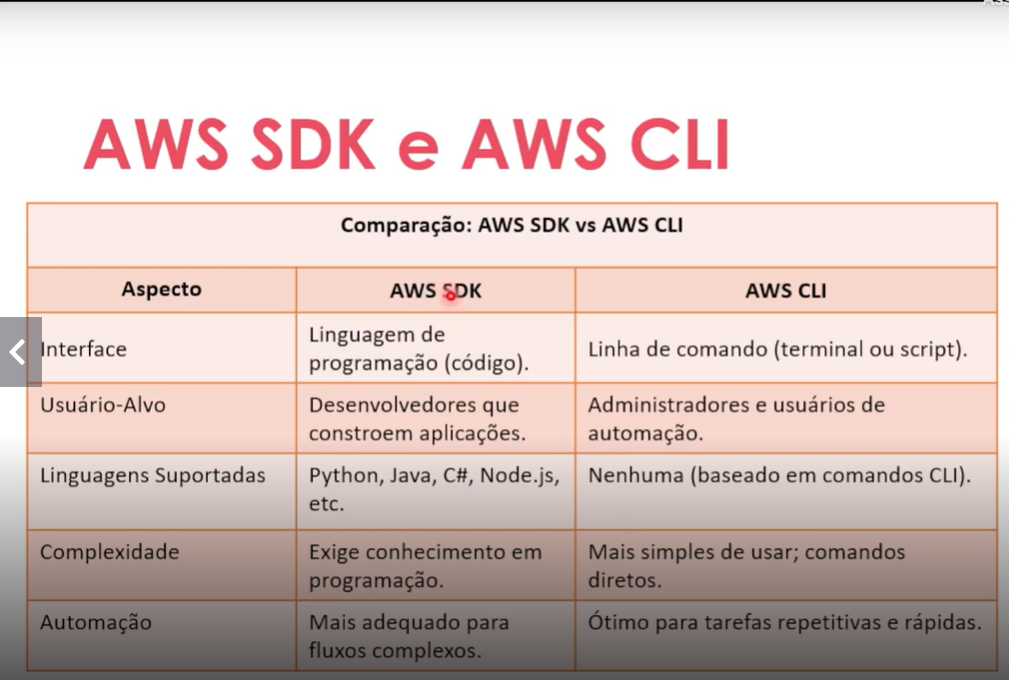 AWS SDK e AWS CLI
Comparação: AWS SDK vs AWS CLI
Aspecto
AWS SDK
AWS CLI
Interface
Linguagem de
programação (código).
Linha de comando (terminal ou script).
Usuário-Alvo
Desenvolvedores que
constroem aplicações.
Administradores e usuários de
automação.
Linguagens Suportadas
Python, Java, C#, Node.js,
etc.
Nenhuma (baseado em comandos CLI).
Complexidade
Exige conhecimento em
programação.
Mais simples de usar; comandos
diretos.
Automação
Mais adequado para
fluxos complexos.
Ótimo para tarefas repetitivas e rápidas.